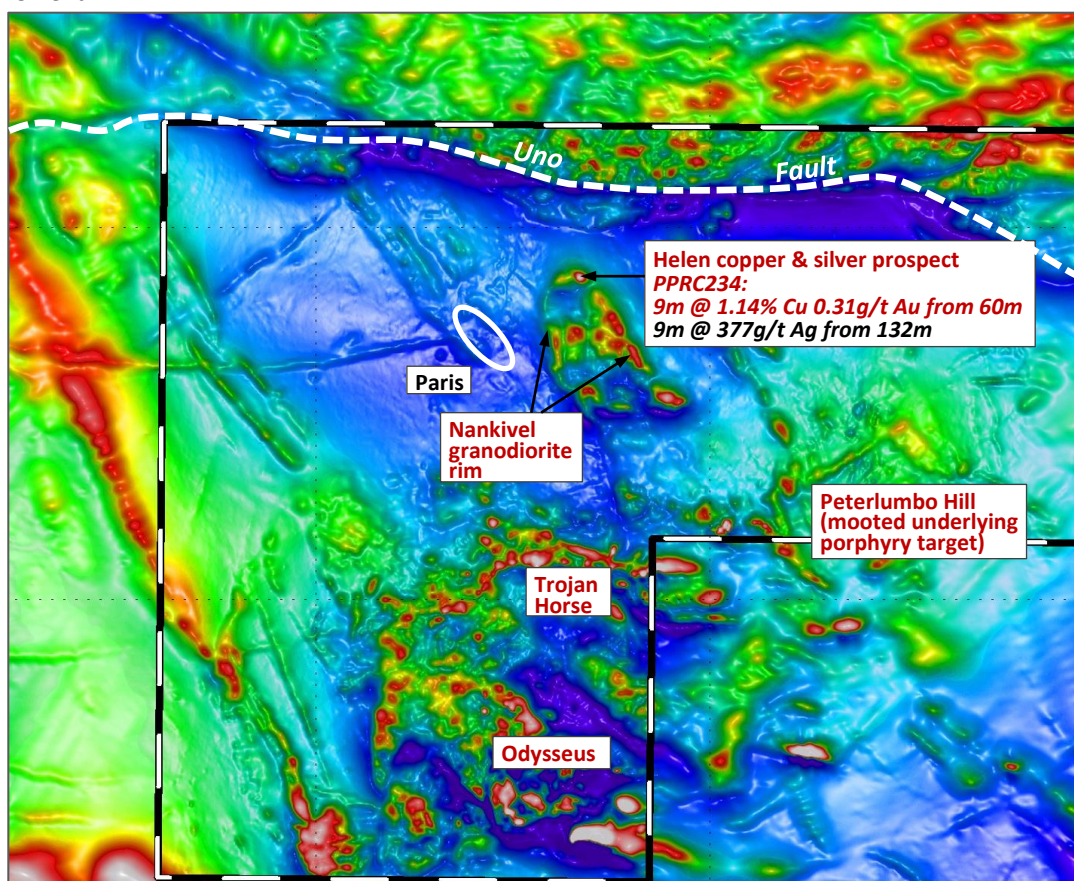 Uno
Fault
Helen copper & silver prospect
PPRC234:
9m @ 1.14% Cu 0.31g/t Au from 60m
9m @ 377g/t Ag from 132m
Paris
Nankivel
granodiorite
rim
Peterlumbo Hill
(mooted underlying
porphyry target)
Trojan
Horse
Odysseus